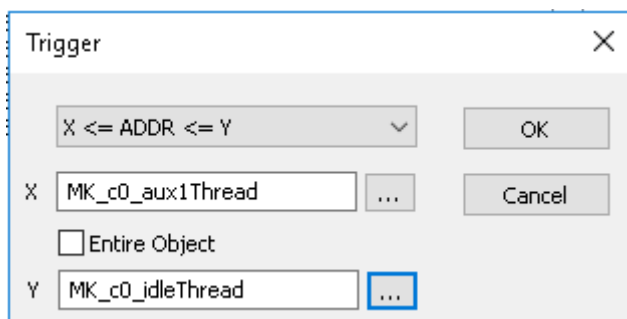 Trigger
X <= ADDR <= Y
OK
X MK_c0_aux1Thread ... Cancel
Entire Object
Y MK_c0_idleThread ...